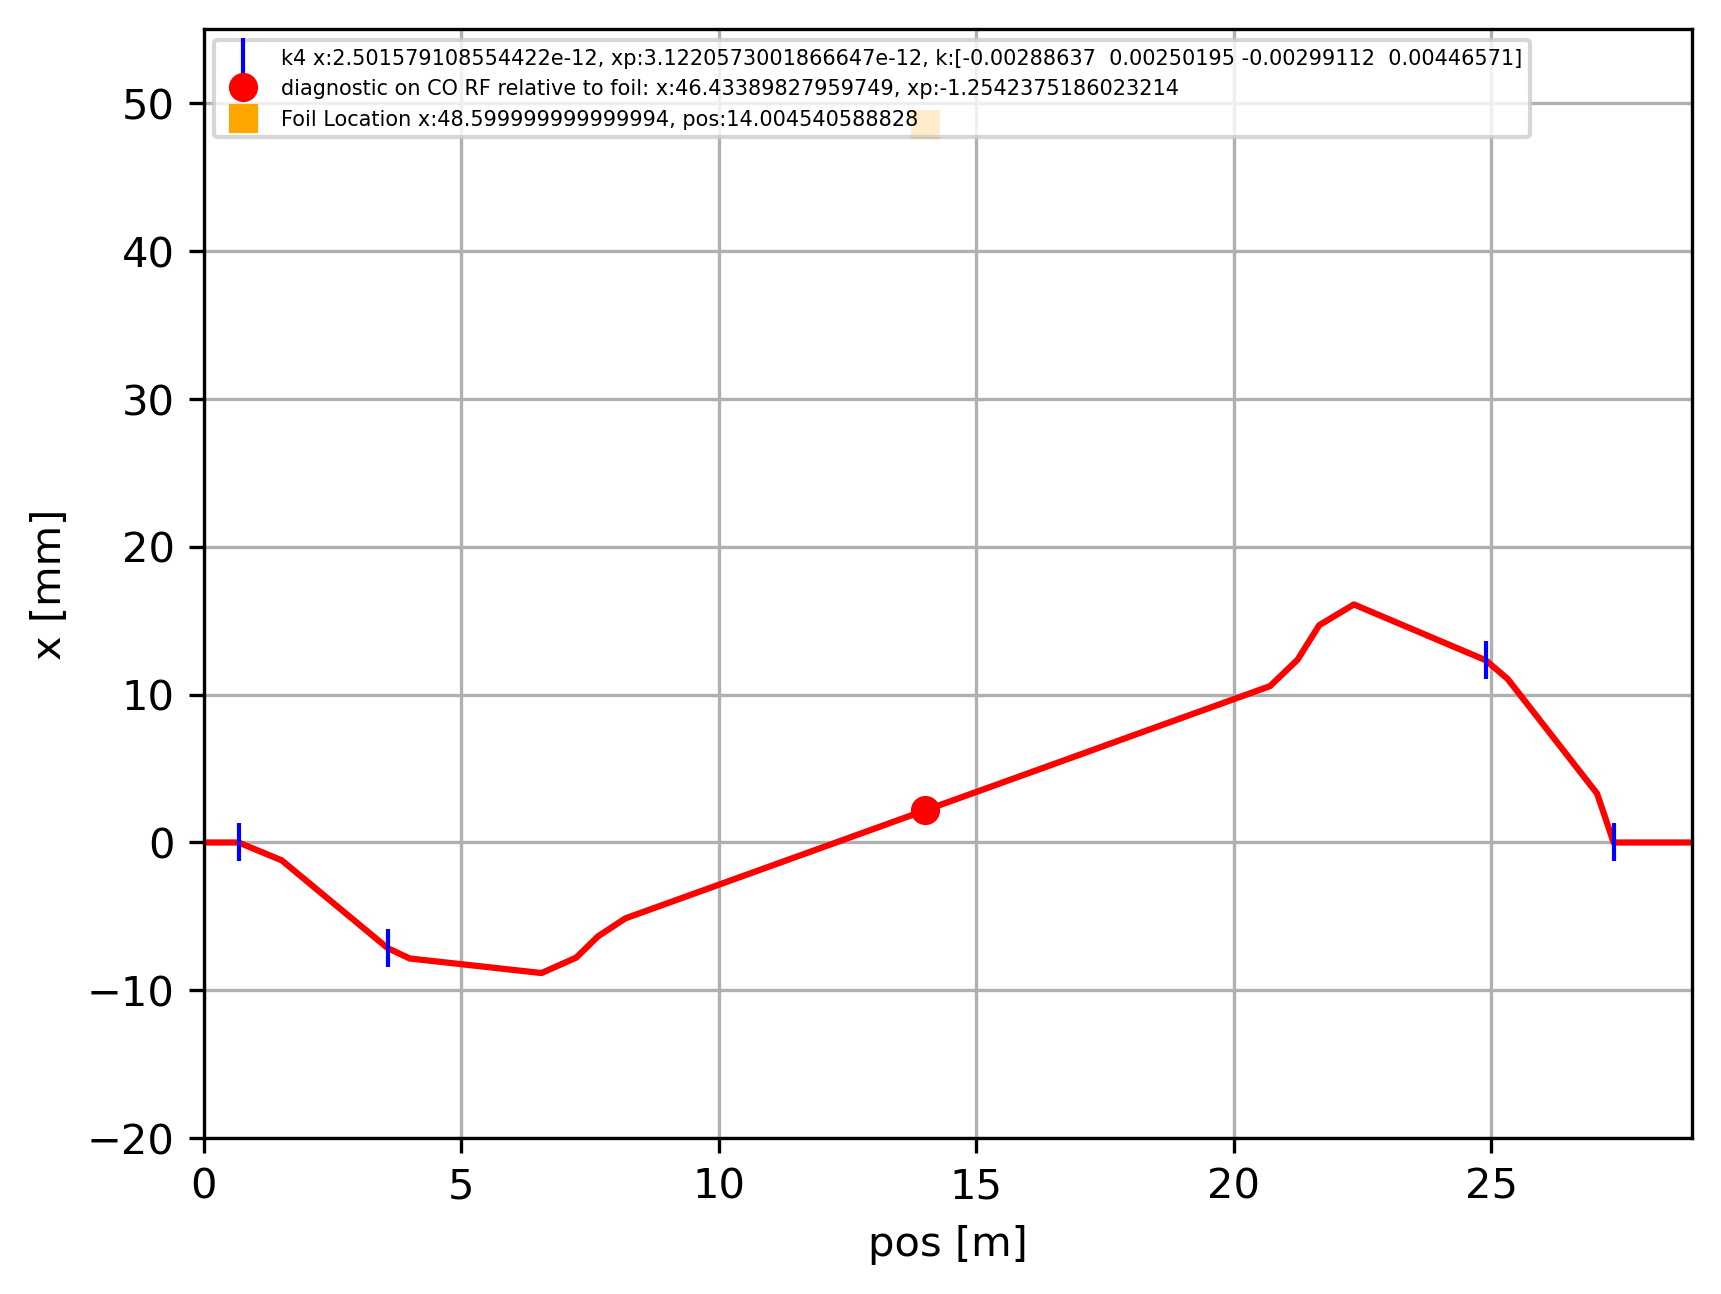 k4 x:2.501579108554422e-12, xp:3.1220573001866647e-12, k:[-0.00288637  0.00250195 -0.00299112  0.00446571]
diagnostic on CO RF relative to foil: x:46.43389827959749, xp:-1.2542375186023214
Foil Location x:48.599999999999994, pos:14.004540588828
50
40
30
20
10
0
−10
−20
x [mm]
0 5 10 15 20 25
pos [m]